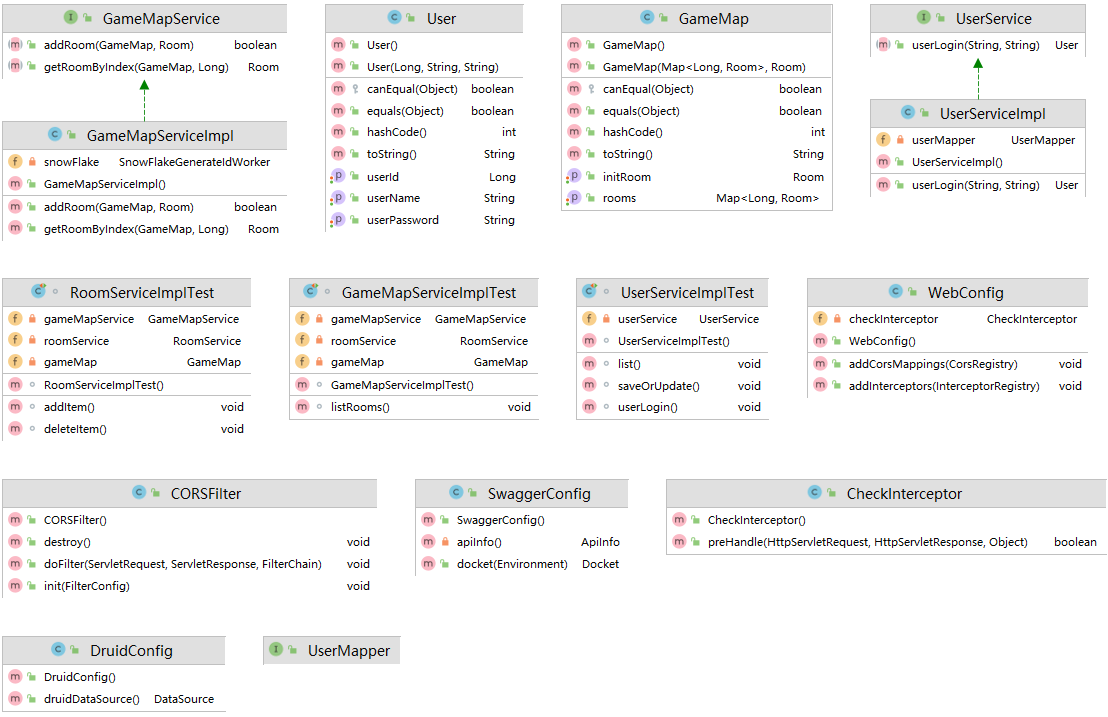 GameMapService
addRoom(GameMap, Room) boolean
getRoomByIndex(GameMap, Long) Room
GameMapServiceImpl
snowFlake SnowFlakeGenerateIdWorker
GameMapServiceImpl()
addRoom(GameMap, Room) boolean
getRoomByIndex(GameMap, Long) Room
User
User()
User(Long, String, String)
canEqual(Object) boolean
equals(Object) boolean
hashCode() int
toString() String
userId Long
userName String
userPassword String
GameMap
GameMap()
GameMap(Map<Long, Room>, Room)
canEqual(Object) boolean
equals(Object) boolean
hashCode() int
toString() String
initRoom Room
rooms Map<Long, Room>
UserService
userLogin(String, String) User
UserServiceImpl
userMapper UserMapper
UserServiceImpl()
userLogin(String, String) User
RoomServiceImplTest
gameMapService GameMapService
roomService RoomService
gameMap GameMap
RoomServiceImplTest()
addItem() void
deleteItem() void
GameMapServiceImplTest
gameMapService GameMapService
roomService RoomService
gameMap GameMap
GameMapServiceImplTest()
listRooms() void
UserServiceImplTest
userService UserService
UserServiceImplTest()
list() void
saveOrUpdate() void
userLogin() void
WebConfig
checkInterceptor CheckInterceptor
WebConfig()
addCorsMappings(CorsRegistry) void
addInterceptors(InterceptorRegistry) void
CORSFilter
CORSFilter()
destroy() void
doFilter(ServletRequest, ServletResponse, FilterChain) void
init(FilterConfig) void
SwaggerConfig
SwaggerConfig()
apiInfo() ApiInfo
docket(Environment) Docket
CheckInterceptor
CheckInterceptor()
preHandle(HttpServletRequest, HttpServletResponse, Object) boolean
DruidConfig
DruidConfig()
druidDataSource() DataSource
UserMapper